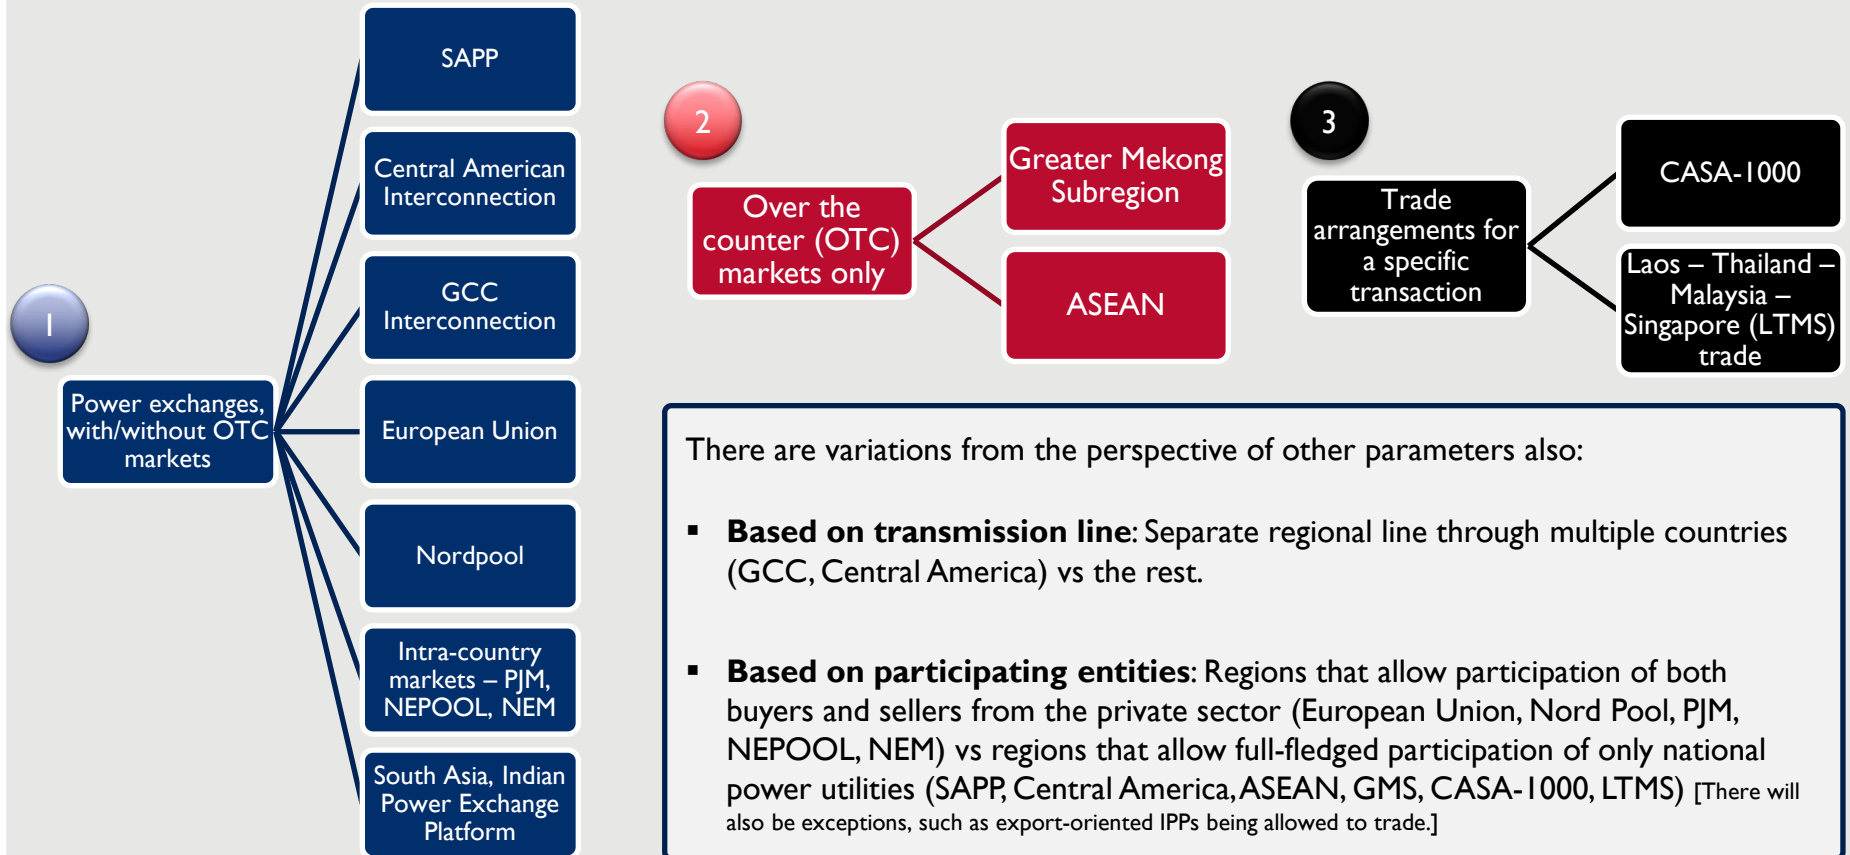 1
Power exchanges,
with/without OTC
markets
SAPP
Central American
Interconnection
GCC
Interconnection
European Union
Nordpool
Intra-country
markets – PJM,
NEPOOL, NEM
South Asia, Indian
Power Exchange
Platform
2
Over the
counter (OTC)
markets only
Greater Mekong
Subregion
ASEAN
3
Trade
arrangements for
a specific
transaction
CASA-1000
Laos – Thailand –
Malaysia –
Singapore (LTMS)
trade
There are variations from the perspective of other parameters also:
▪ Based on transmission line: Separate regional line through multiple countries
(GCC, Central America) vs the rest.
▪ Based on participating entities: Regions that allow participation of both
buyers and sellers from the private sector (European Union, Nord Pool, PJM,
NEPOOL, NEM) vs regions that allow full-fledged participation of only national
power utilities (SAPP, Central America, ASEAN, GMS, CASA-1000, LTMS) [There will
also be exceptions, such as export-oriented IPPs being allowed to trade.]